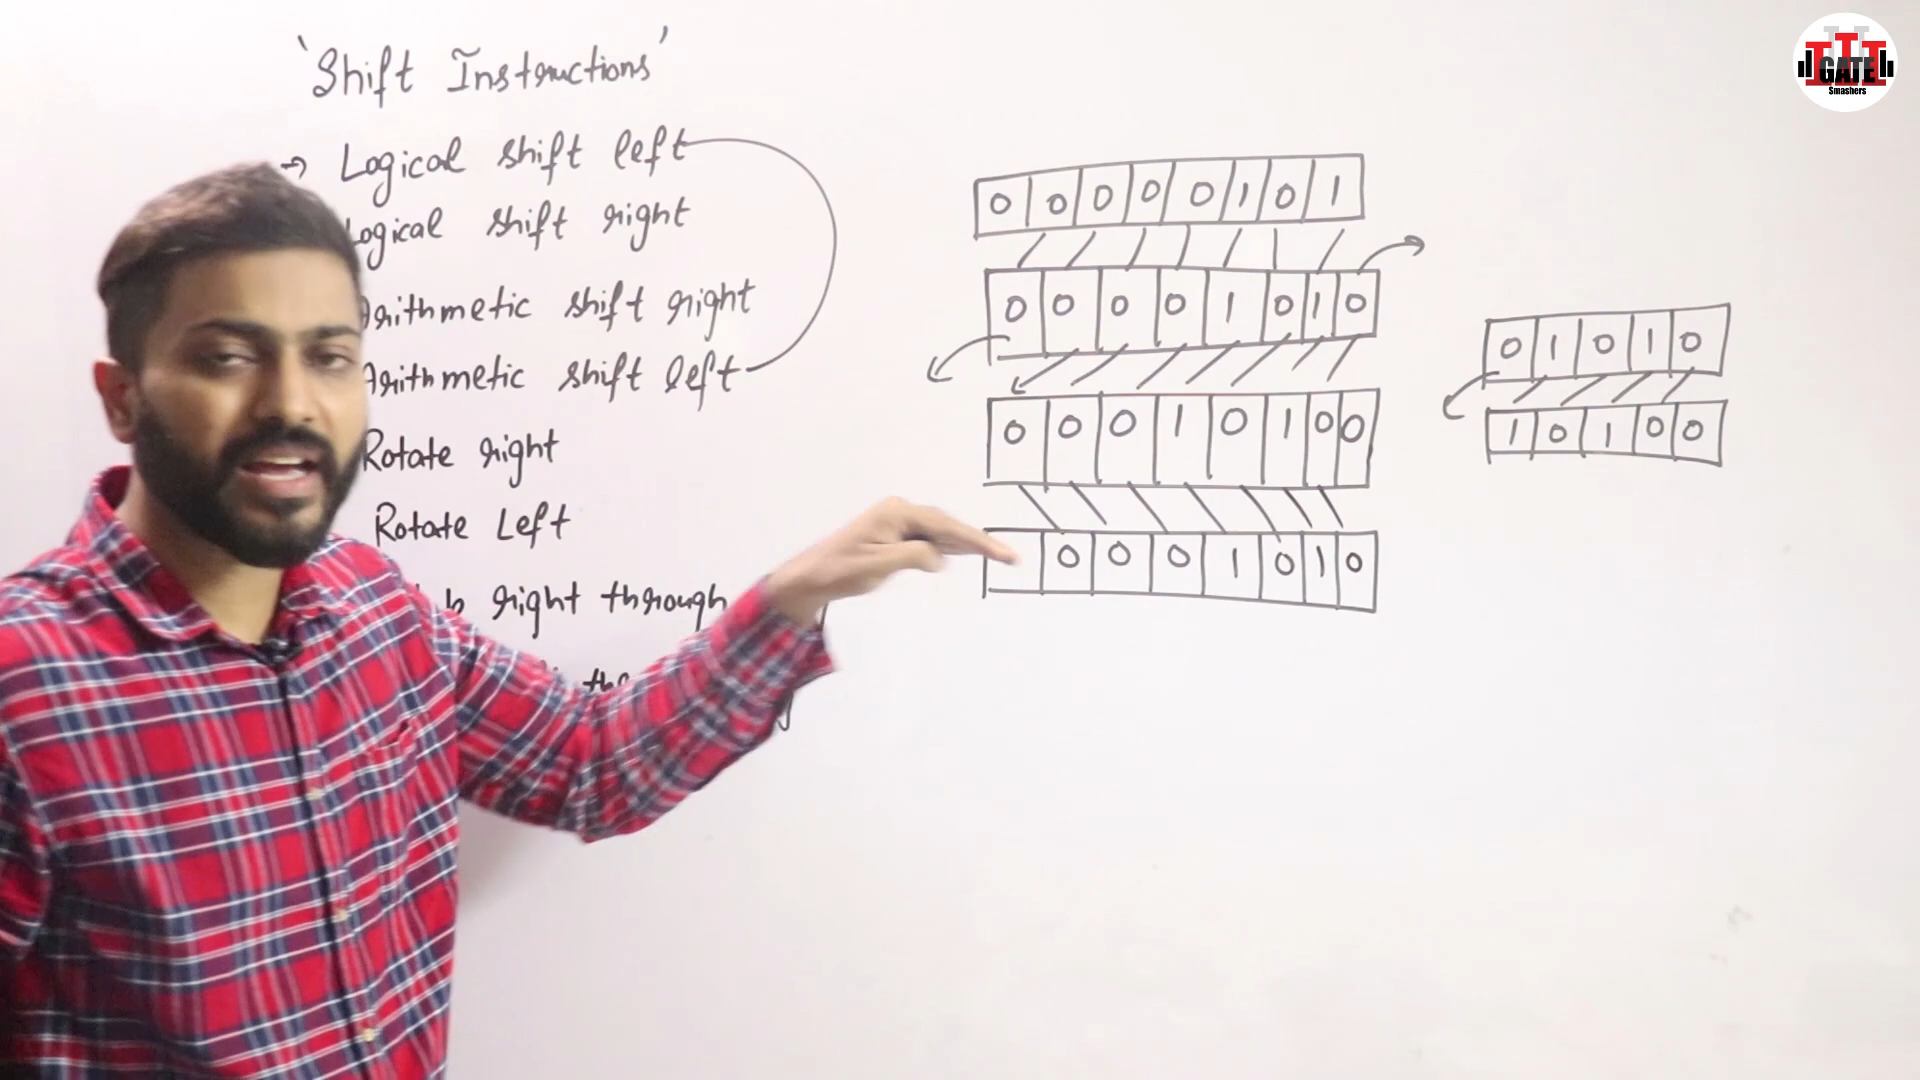 'Shift Instructions'
→ Logical shift left
Logical shift right
Arithmetic shift right
Arithmetic shift left
Rotate right
Rotate Left
right through
0 0 0 0 0 1 0 1
0 0 0 0 1 0 1 0
0 0 0 1 0 1 0 0
0 0 0 1 0 1 0
0 1 0 1 0
1 0 1 0 0
GATE
Smashers